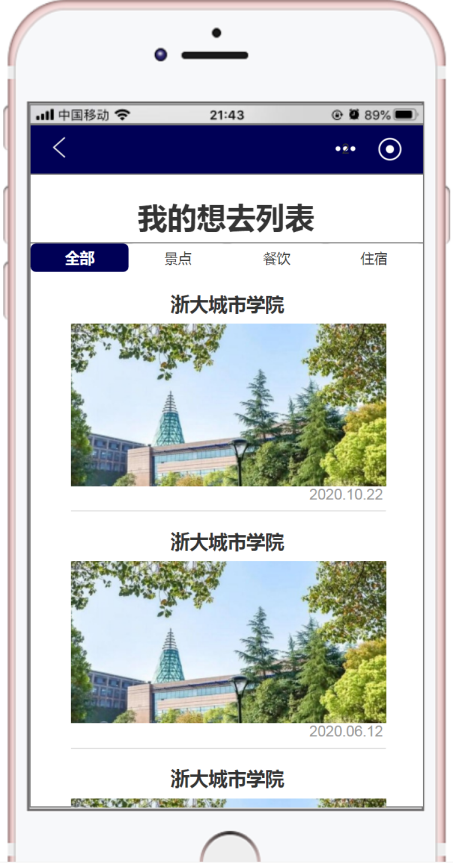 中国移动 21:43 89%
我的想去列表
全部 景点 餐饮 住宿
浙大城市学院
2020.10.22
浙大城市学院
2020.06.12
浙大城市学院